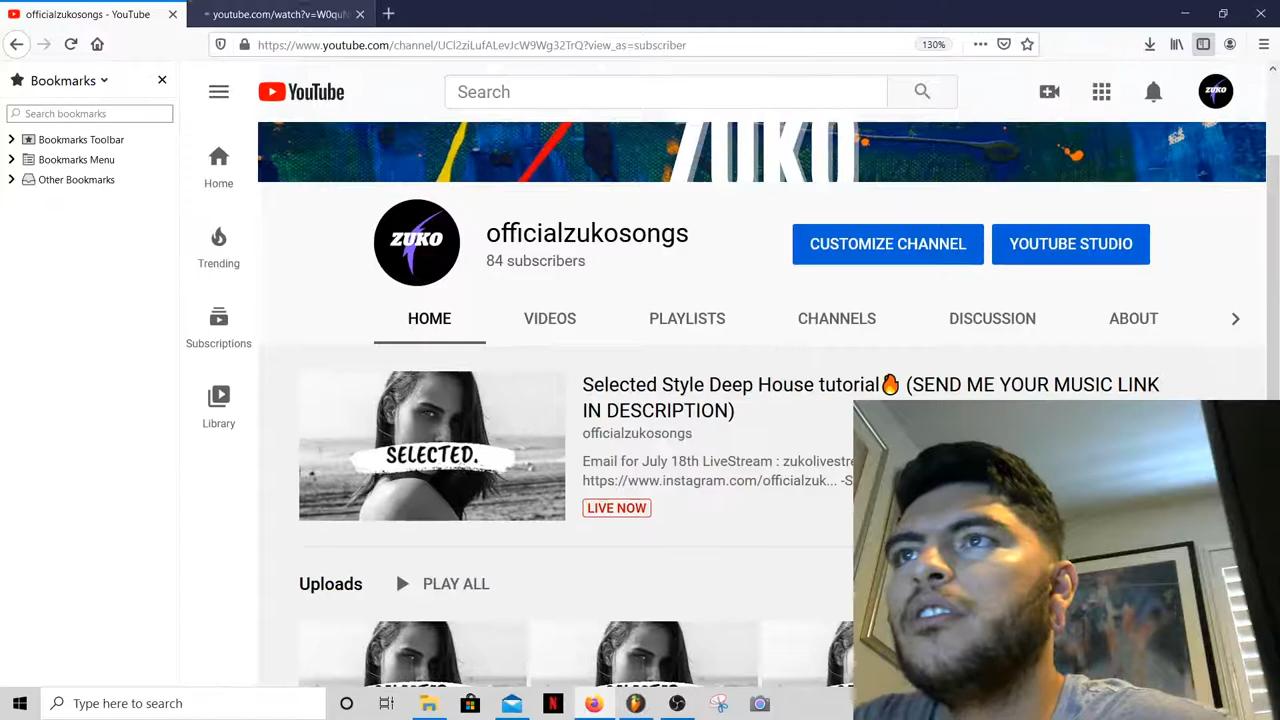 officialzukosongs - YouTube
youtube.com/watch?v=W0qu
https://www.youtube.com/channel/UCl2ziLufALevJcW9Wg32TrQ?view_as=subscriber
130%
Bookmarks
Search bookmarks
Bookmarks Toolbar
Bookmarks Menu
Other Bookmarks
YouTube
Search
ZUKO
Home
Trending
Subscriptions
Library
ZUKO
ZUKO
officialzukosongs
84 subscribers
CUSTOMIZE CHANNEL
YOUTUBE STUDIO
HOME
VIDEOS
PLAYLISTS
CHANNELS
DISCUSSION
ABOUT
SELECTED.
Selected Style Deep House tutorial🔥 (SEND ME YOUR MUSIC LINK
IN DESCRIPTION)
officialzukosongs
Email for July 18th LiveStream : zukolivestre
https://www.instagram.com/officialzuk... -S
LIVE NOW
Uploads
PLAY ALL
Type here to search